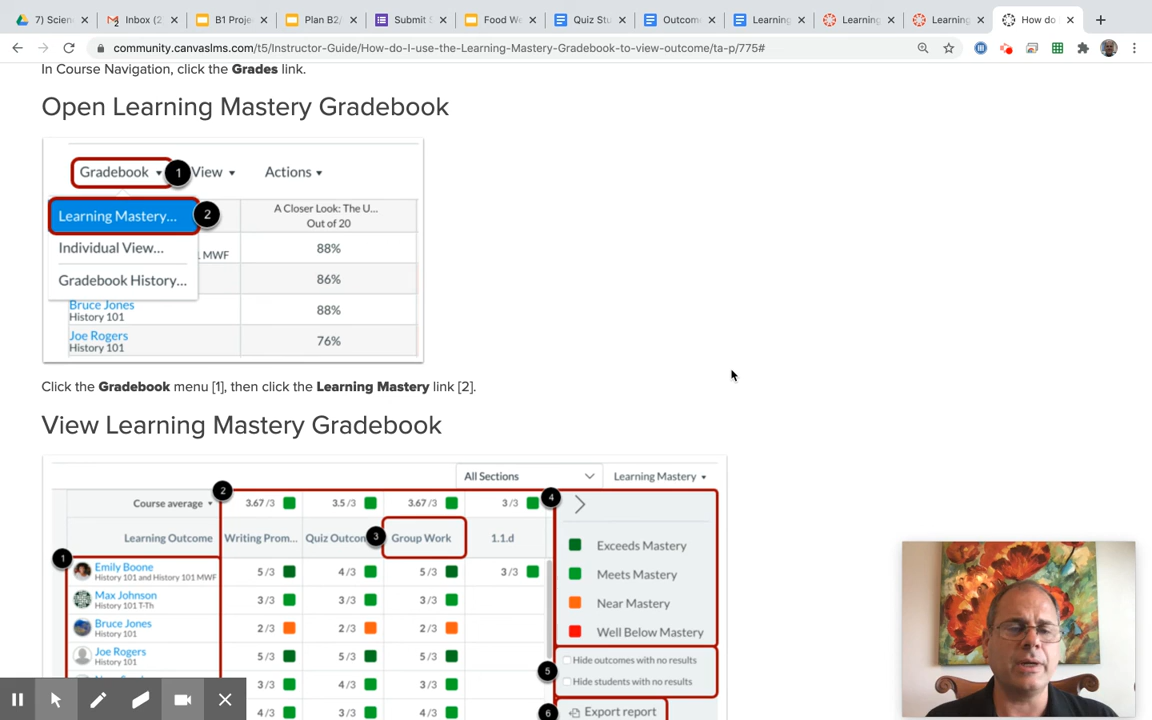 7) Scien
Inbox (2
B1 Proje
Plan B2/
Submit
Food We
Quiz Stu
Outcom
Learning
Learning
Learning
How do
community.canvaslms.com/t5/Instructor-Guide/How-do-I-use-the-Learning-Mastery-Gradebook-to-view-outcome/ta-p/775#
In Course Navigation, click the Grades link.
Open Learning Mastery Gradebook
Gradebook 1 View Actions
Learning Mastery... 2
Individual View...
Gradebook History...
A Closer Look: The U...
Out of 20
MWF 88%
86%
Bruce Jones
History 101
88%
Joe Rogers
History 101
76%
Click the Gradebook menu [1], then click the Learning Mastery link [2].
View Learning Mastery Gradebook
All Sections Learning Mastery
2
Course average 3.67/3 3.5/3 3.67/3 3/3
4
Learning Outcome Writing Prom... Quiz Outcon 3 Group Work 1.1.d
1
Emily Boone 5/3 4/3 5/3 3/3
History 101 and History 101 MWF
Max Johnson 3/3 3/3 3/3
History 101 T-Th
Bruce Jones 2/3 2/3 2/3
History 101
Joe Rogers 5/3 5/3 5/3
History 101
3/3 4/3 3/3
4/3 3/3 4/3
Exceeds Mastery
Meets Mastery
Near Mastery
Well Below Mastery
5
Hide outcomes with no results
Hide students with no results
6 Export report